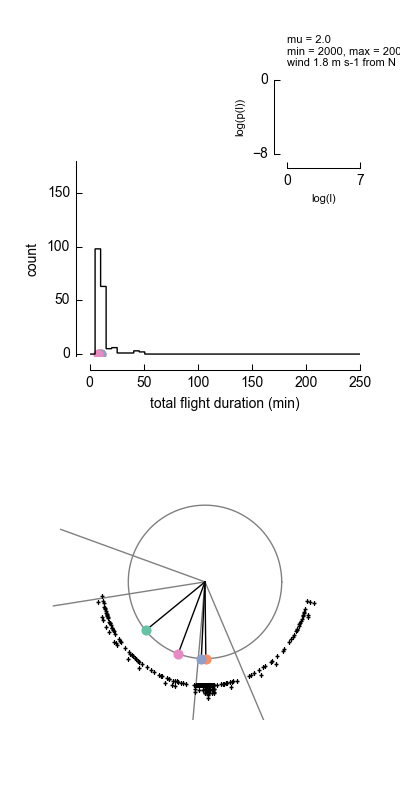 mu = 2.0
min = 2000, max = 200
wind 1.8 m s-1 from N
0
log(p(l))
−8
0
7
log(l)
150
100
count
50
0
0
50
100
150
200
250
total flight duration (min)